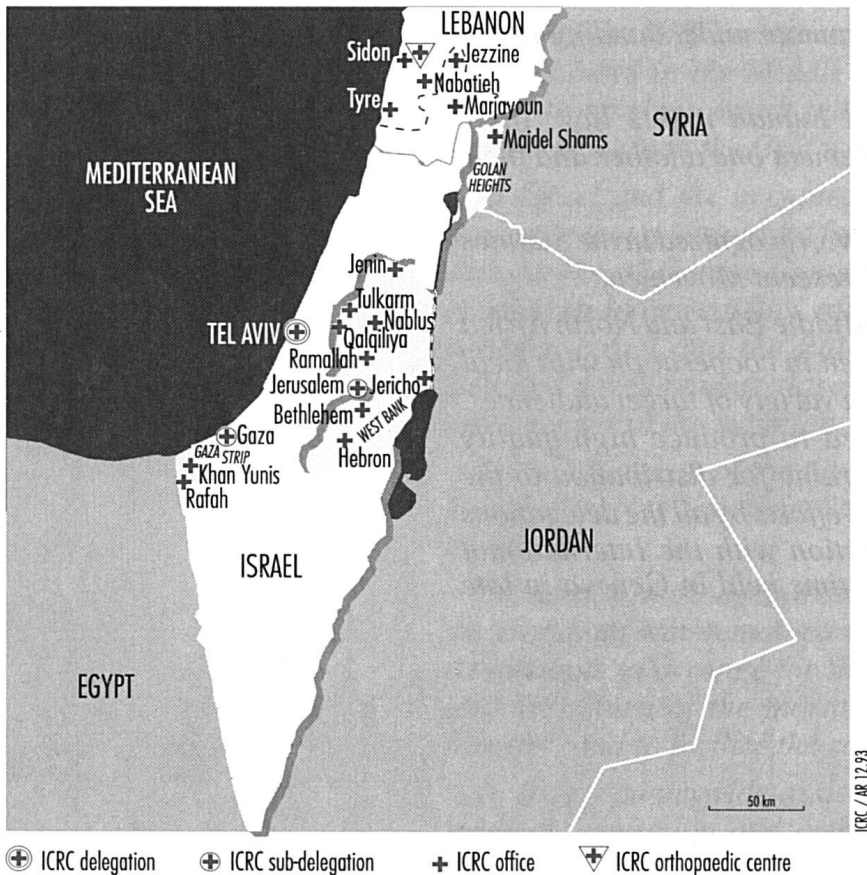 LEBANON
Sidon
Jezzine
Nabatieh
Tyre
Marjayoun
SYRIA
Majdel Shams
MEDITERRANEAN
SEA
GOLAN
HEIGHTS
Jenin
Tulkarm
Nablus
TEL AVIV
Qalqiliya
Ramallah
Jerusalem
Jericho
Bethlehem
WEST BANK
Gaza
GAZA STRIP
Hebron
Khan Yunis
Rafah
ISRAEL
JORDAN
EGYPT
50 km
ICRC / AR 12.93
ICRC delegation
ICRC sub-delegation
ICRC office
ICRC orthopaedic centre